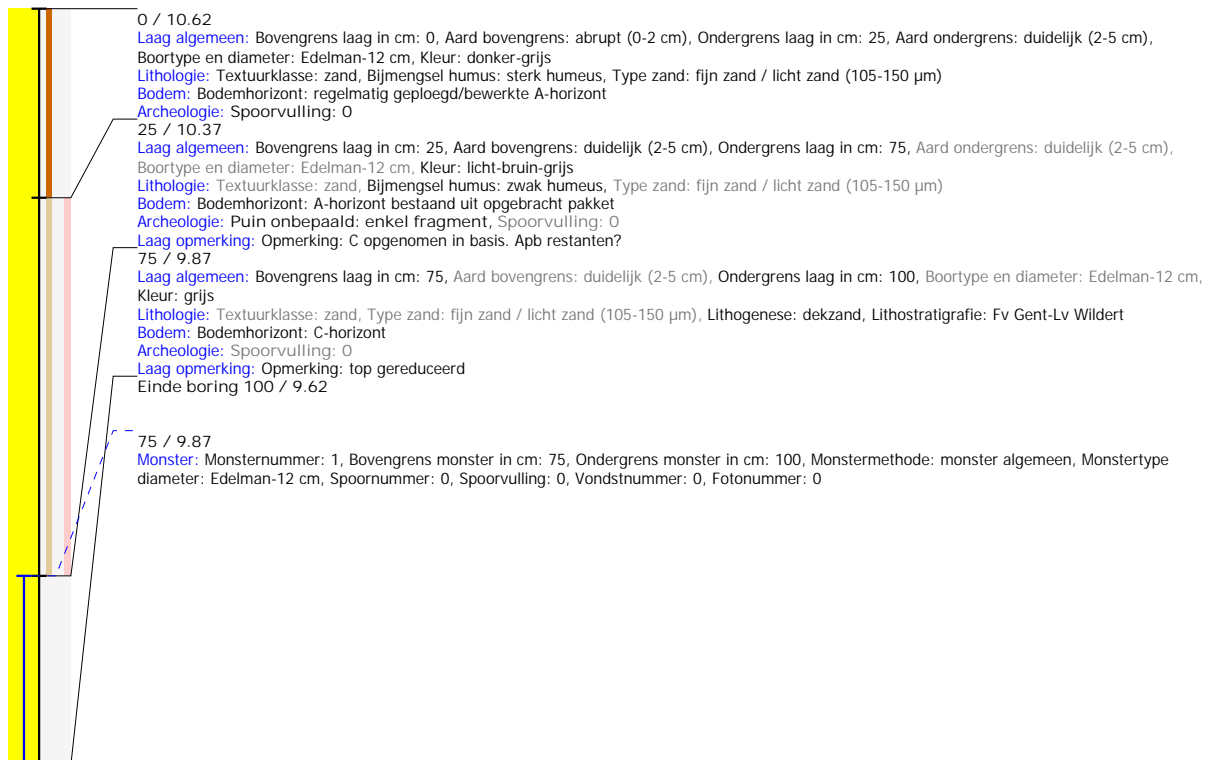 0 / 10.62
Laag algemeen: Bovengrens laag in cm: 0, Aard bovengrens: abrupt (0-2 cm), Ondergrens laag in cm: 25, Aard ondergrens: duidelijk (2-5 cm),
Boortype en diameter: Edelman-12 cm, Kleur: donker-grijs
Lithologie: Textuurklasse: zand, Bijmengsel humus: sterk humeus, Type zand: fijn zand / licht zand (105-150 µm)
Bodem: Bodemhorizont: regelmatig geploegd/bewerkte A-horizont
Archeologie: Spoorvulling: 0
25 / 10.37
Laag algemeen: Bovengrens laag in cm: 25, Aard bovengrens: duidelijk (2-5 cm), Ondergrens laag in cm: 75, Aard ondergrens: duidelijk (2-5 cm),
Boortype en diameter: Edelman-12 cm, Kleur: licht-bruin-grijs
Lithologie: Textuurklasse: zand, Bijmengsel humus: zwak humeus, Type zand: fijn zand / licht zand (105-150 µm)
Bodem: Bodemhorizont: A-horizont bestaand uit opgebracht pakket
Archeologie: Puin onbepaald: enkel fragment, Spoorvulling: 0
Laag opmerking: Opmerking: C opgenomen in basis. Apb restanten?
75 / 9.87
Laag algemeen: Bovengrens laag in cm: 75, Aard bovengrens: duidelijk (2-5 cm), Ondergrens laag in cm: 100, Boortype en diameter: Edelman-12 cm,
Kleur: grijs
Lithologie: Textuurklasse: zand, Type zand: fijn zand / licht zand (105-150 µm), Lithogenese: dekzand, Lithostratigrafie: Fv Gent-Lv Wildert
Bodem: Bodemhorizont: C-horizont
Archeologie: Spoorvulling: 0
Laag opmerking: Opmerking: top gereduceerd
Einde boring 100 / 9.62
75 / 9.87
Monster: Monsternummer: 1, Bovengrens monster in cm: 75, Ondergrens monster in cm: 100, Monstermethode: monster algemeen, Monstertype
diameter: Edelman-12 cm, Spoornummer: 0, Spoorvulling: 0, Vondstnummer: 0, Fotonummer: 0